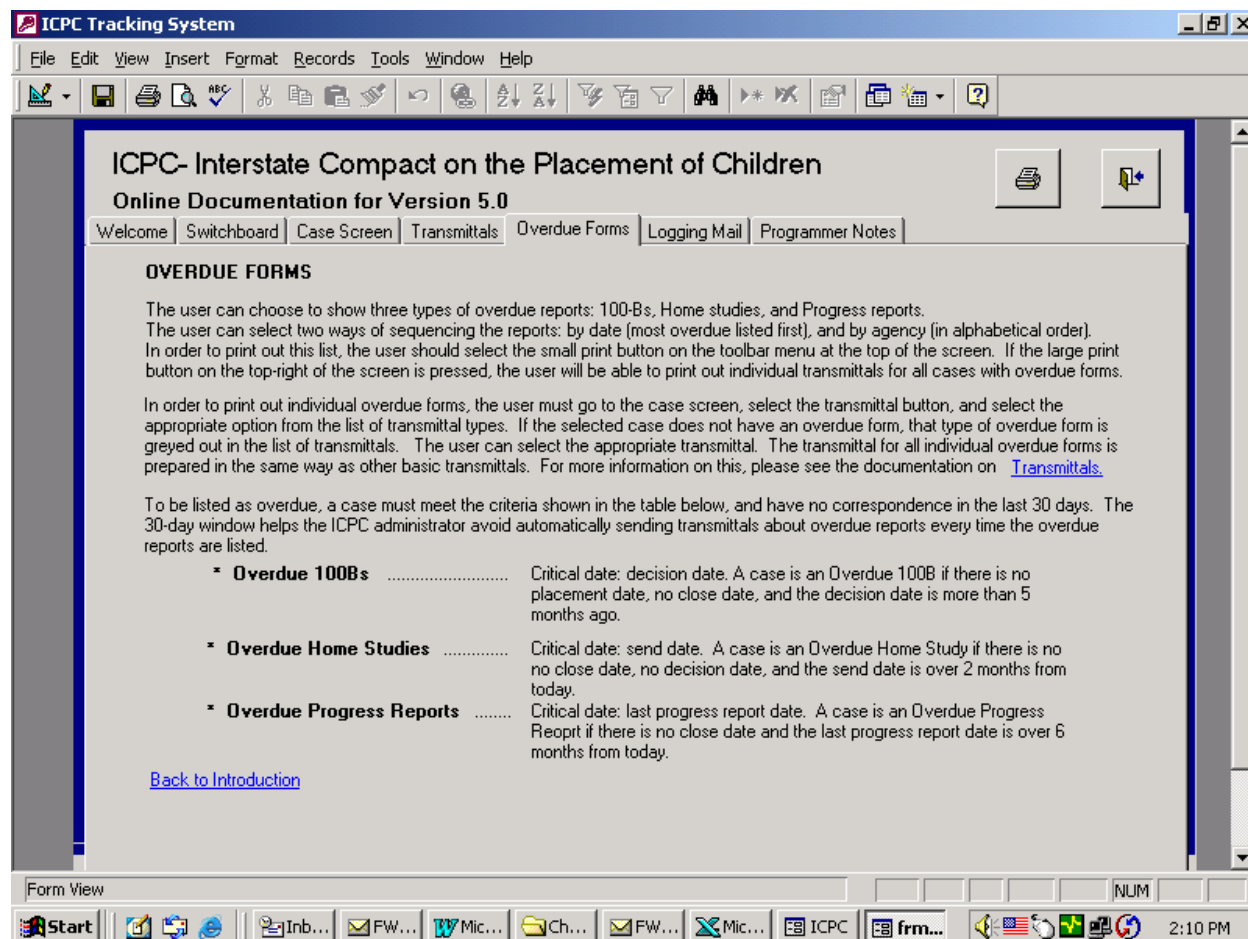 ICPC Tracking System
File Edit View Insert Format Records Tools Window Help
ICPC- Interstate Compact on the Placement of Children
Online Documentation for Version 5.0
Welcome Switchboard Case Screen Transmittals Overdue Forms Logging Mail Programmer Notes
OVERDUE FORMS
The user can choose to show three types of overdue reports: 100-Bs, Home studies, and Progress reports.
The user can select two ways of sequencing the reports: by date (most overdue listed first), and by agency (in alphabetical order).
In order to print out this list, the user should select the small print button on the toolbar menu at the top of the screen. If the large print
button on the top-right of the screen is pressed, the user will be able to print out individual transmittals for all cases with overdue forms.
In order to print out individual overdue forms, the user must go to the case screen, select the transmittal button, and select the
appropriate option from the list of transmittal types. If the selected case does not have an overdue form, that type of overdue form is
greyed out in the list of transmittals. The user can select the appropriate transmittal. The transmittal for all individual overdue forms is
prepared in the same way as other basic transmittals. For more information on this, please see the documentation on Transmittals.
To be listed as overdue, a case must meet the criteria shown in the table below, and have no correspondence in the last 30 days. The
30-day window helps the ICPC administrator avoid automatically sending transmittals about overdue reports every time the overdue
reports are listed.
* Overdue 100Bs ......................... Critical date: decision date. A case is an Overdue 100B if there is no
placement date, no close date, and the decision date is more than 5
months ago.
* Overdue Home Studies ............. Critical date: send date. A case is an Overdue Home Study if there is no
no close date, no decision date, and the send date is over 2 months from
today.
* Overdue Progress Reports ........ Critical date: last progress report date. A case is an Overdue Progress
Reoprt if there is no close date and the last progress report date is over 6
months from today.
Back to Introduction
Form View NUM
Start Inb... FW... Mic... Ch... FW... Mic... ICPC frm... 2:10 PM